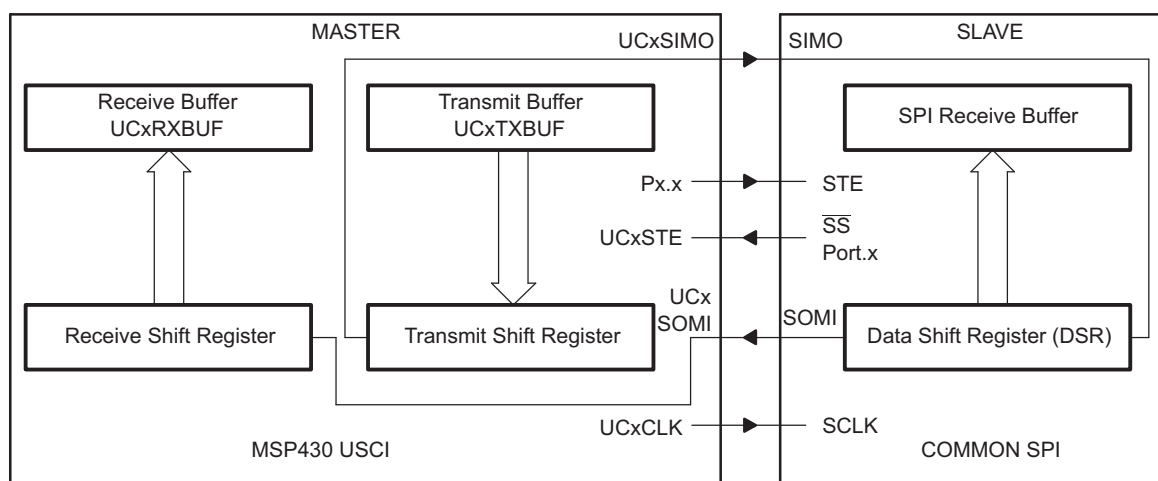 MASTER
UCxSIMO
SIMO
SLAVE
Receive Buffer
UCxRXBUF
Transmit Buffer
UCxTXBUF
SPI Receive Buffer
Px.x
STE
UCxSTE
SS
Port.x
UCx
SOMI
SOMI
Receive Shift Register
Transmit Shift Register
Data Shift Register (DSR)
UCxCLK
SCLK
MSP430 USCI
COMMON SPI